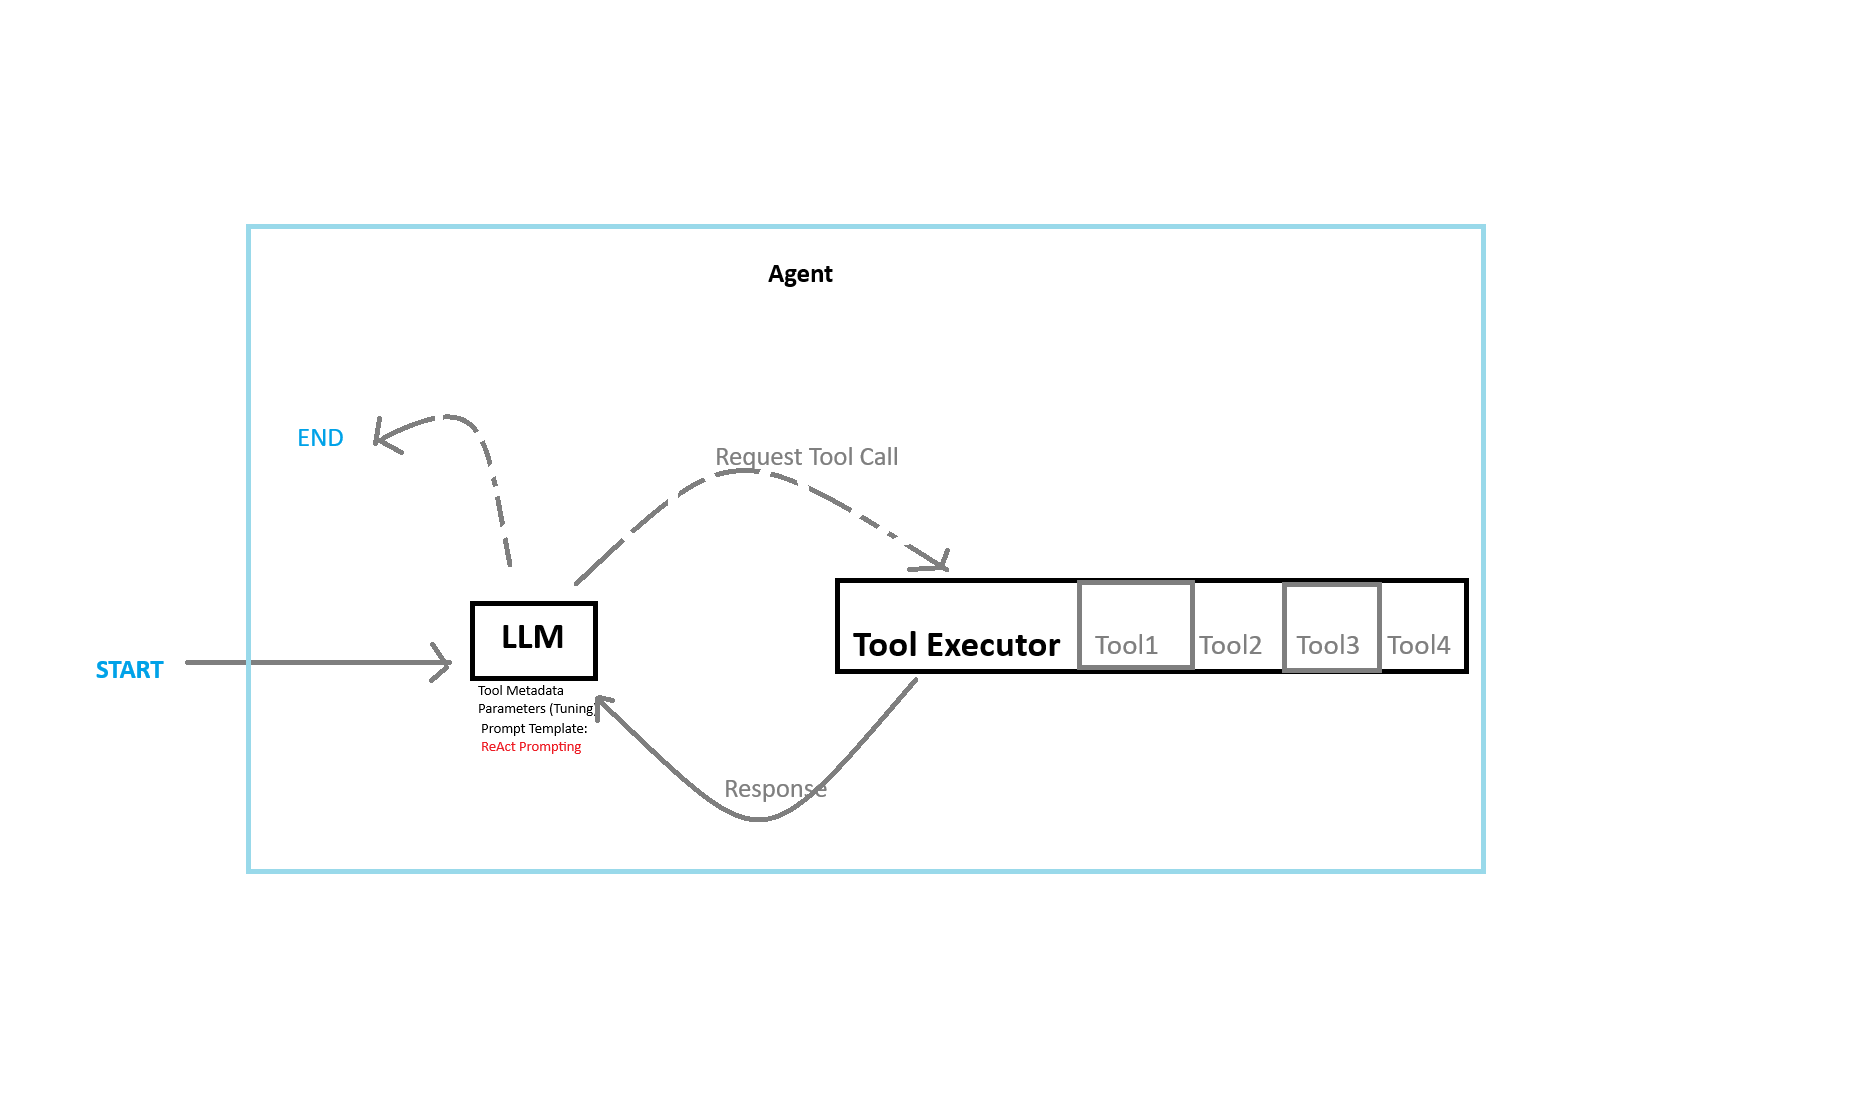 Agent
END
Request Tool Call
START
LLM
Tool Metadata
Parameters (Tuning)
Prompt Template:
ReAct Prompting
Tool Executor
Tool1
Tool2
Tool3
Tool4
Response